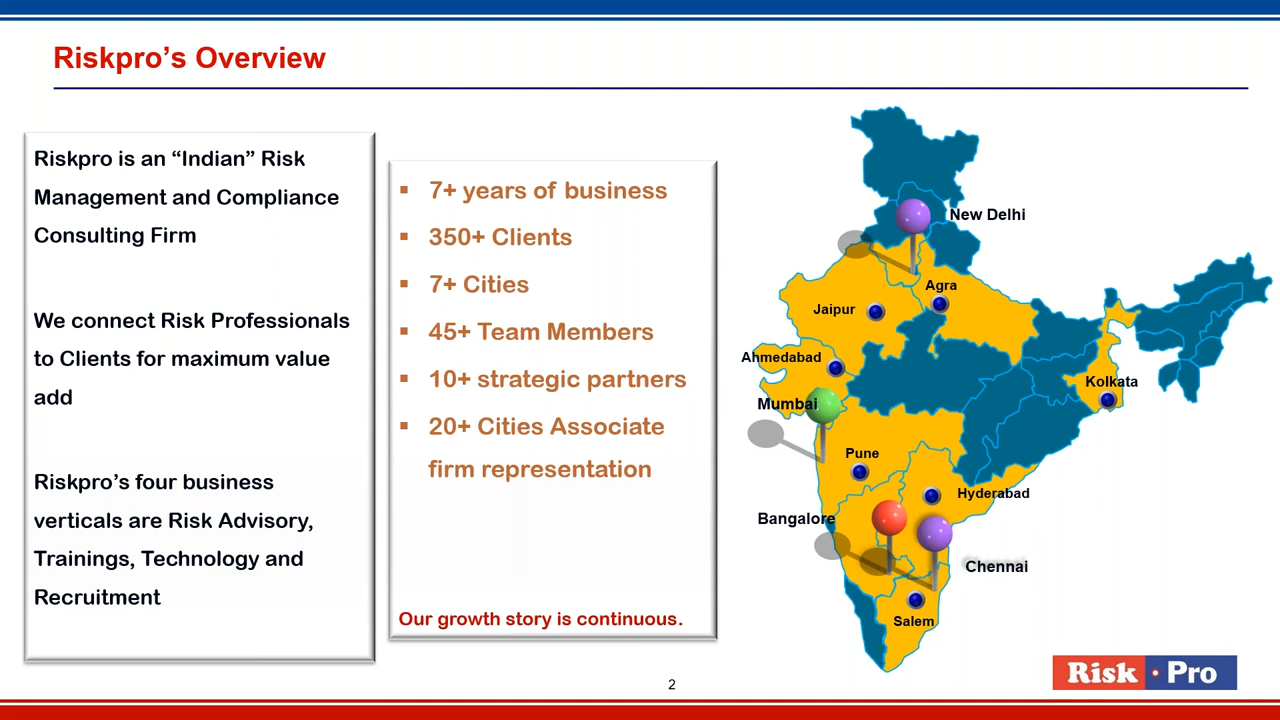 Riskpro’s Overview
Riskpro is an “Indian” Risk
Management and Compliance
Consulting Firm
We connect Risk Professionals
to Clients for maximum value
add
Riskpro’s four business
verticals are Risk Advisory,
Trainings, Technology and
Recruitment
▪ 7+ years of business
▪ 350+ Clients
▪ 7+ Cities
▪ 45+ Team Members
▪ 10+ strategic partners
▪ 20+ Cities Associate
firm representation
Our growth story is continuous.
New Delhi
Agra
Jaipur
Ahmedabad
Kolkata
Mumbai
Pune
Hyderabad
Bangalore
Chennai
Salem
Risk • Pro
2